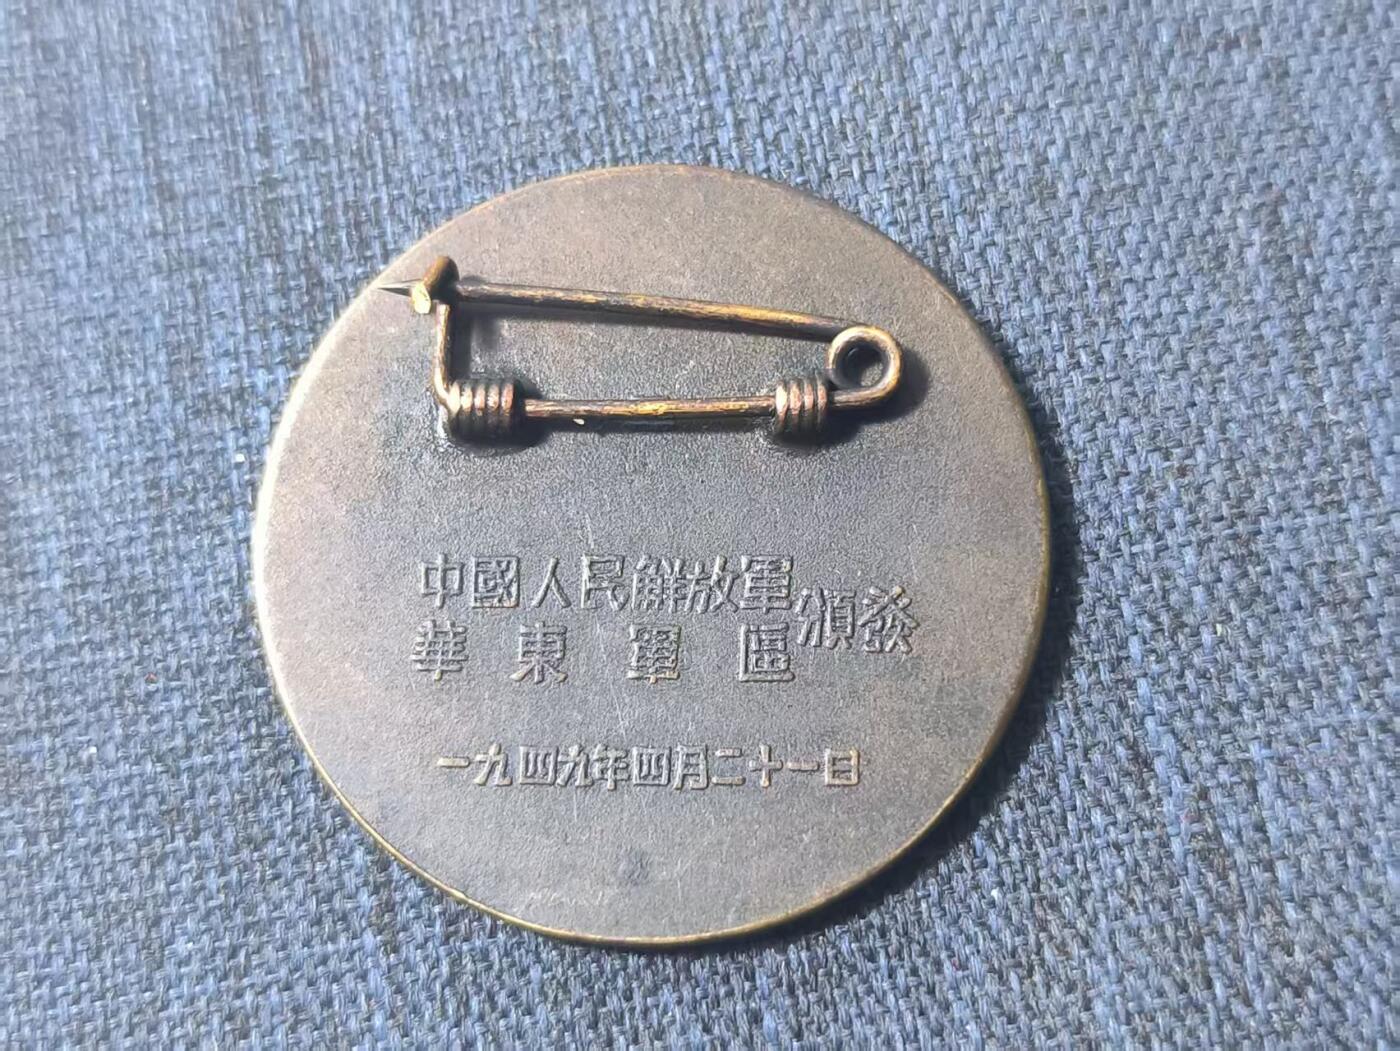 中國人民解放軍
華東軍區
頒發
一九四九年四月二十一日